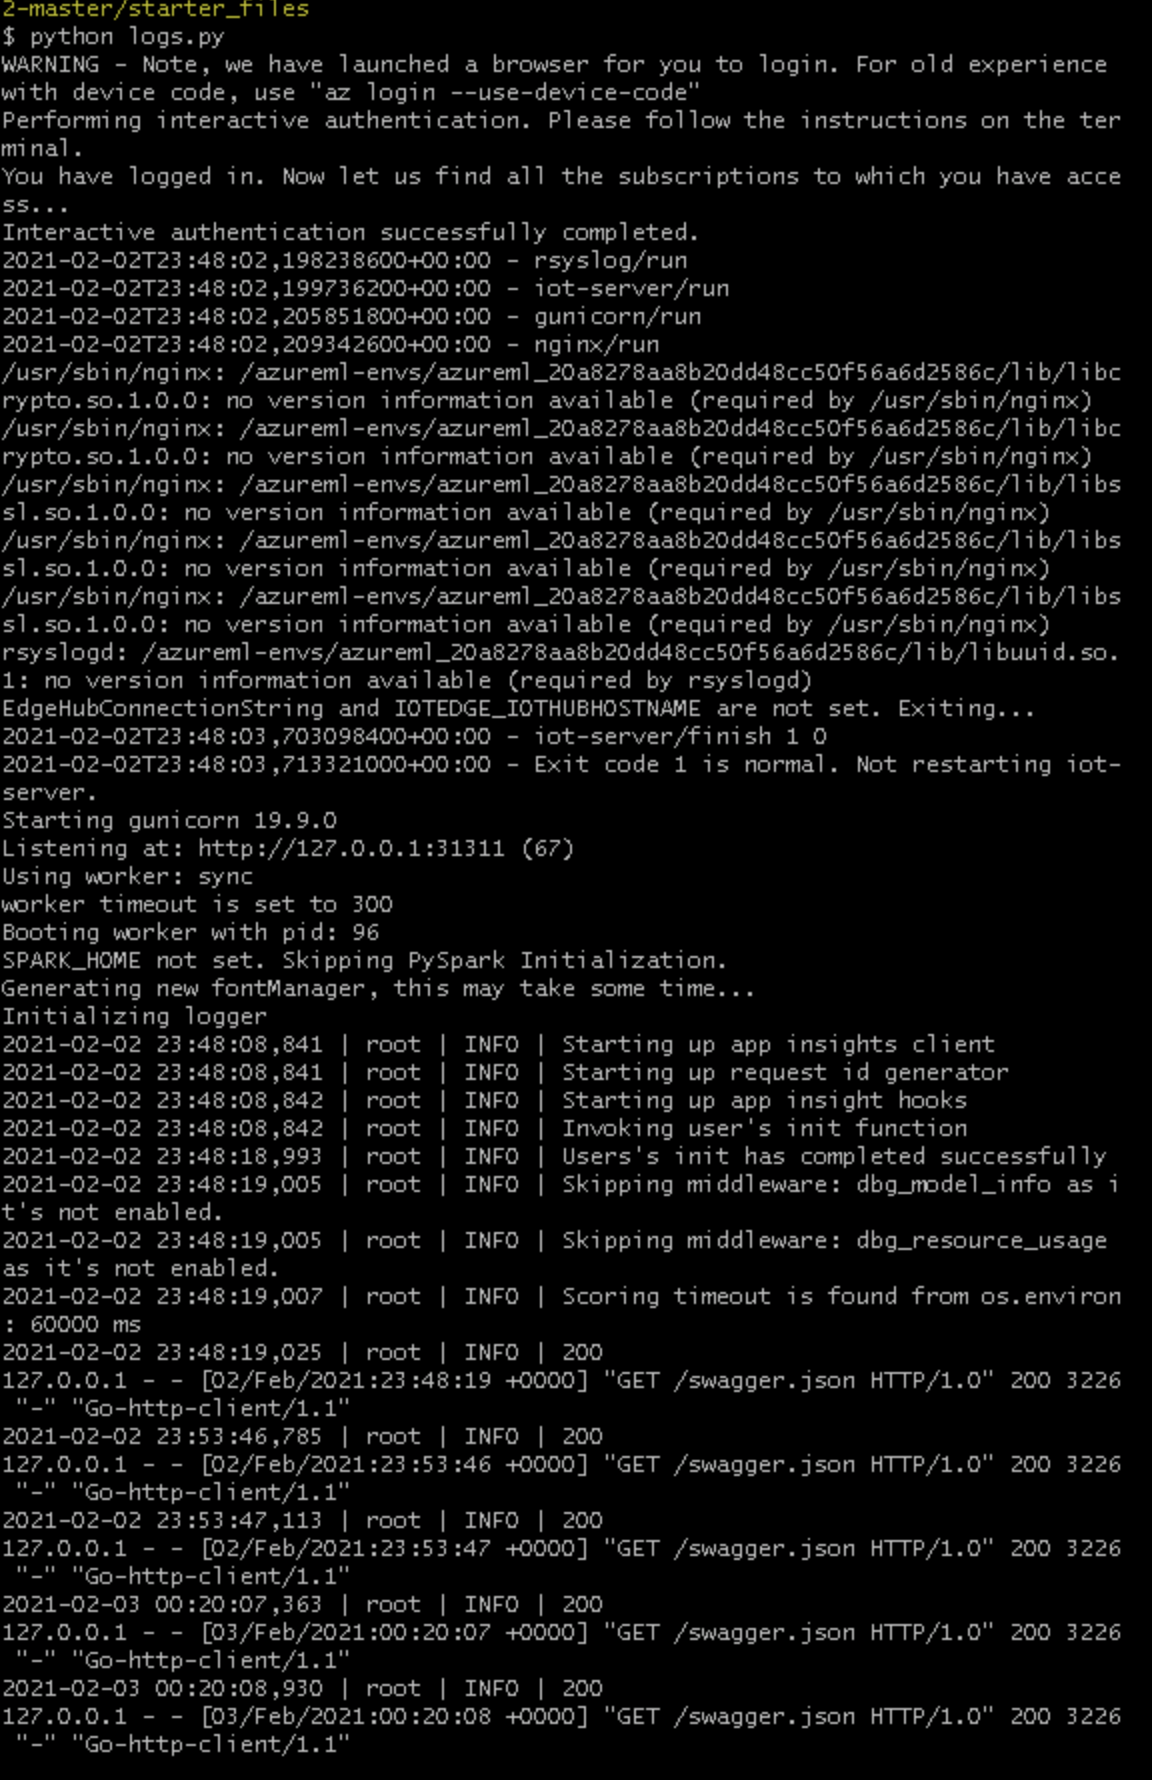 2-master/starter_files
$ python logs.py
WARNING - Note, we have launched a browser for you to login. For old experience
with device code, use "az login --use-device-code"
Performing interactive authentication. Please follow the instructions on the ter
minal.
You have logged in. Now let us find all the subscriptions to which you have acce
ss...
Interactive authentication successfully completed.
2021-02-02T23:48:02,198238600+00:00 - rsyslog/run
2021-02-02T23:48:02,199736200+00:00 - iot-server/run
2021-02-02T23:48:02,205851800+00:00 - gunicorn/run
2021-02-02T23:48:02,209342600+00:00 - nginx/run
/usr/sbin/nginx: /azureml-envs/azureml_20a8278aa8b20dd48cc50f56a6d2586c/lib/libc
rypto.so.1.0.0: no version information available (required by /usr/sbin/nginx)
/usr/sbin/nginx: /azureml-envs/azureml_20a8278aa8b20dd48cc50f56a6d2586c/lib/libc
rypto.so.1.0.0: no version information available (required by /usr/sbin/nginx)
/usr/sbin/nginx: /azureml-envs/azureml_20a8278aa8b20dd48cc50f56a6d2586c/lib/libs
sl.so.1.0.0: no version information available (required by /usr/sbin/nginx)
/usr/sbin/nginx: /azureml-envs/azureml_20a8278aa8b20dd48cc50f56a6d2586c/lib/libs
sl.so.1.0.0: no version information available (required by /usr/sbin/nginx)
/usr/sbin/nginx: /azureml-envs/azureml_20a8278aa8b20dd48cc50f56a6d2586c/lib/libs
sl.so.1.0.0: no version information available (required by /usr/sbin/nginx)
rsyslogd: /azureml-envs/azureml_20a8278aa8b20dd48cc50f56a6d2586c/lib/libuuid.so.
1: no version information available (required by rsyslogd)
EdgeHubConnectionString and IOTEDGE_IOTHUBHOSTNAME are not set. Exiting...
2021-02-02T23:48:03,703098400+00:00 - iot-server/finish 1 0
2021-02-02T23:48:03,713321000+00:00 - Exit code 1 is normal. Not restarting iot-
server.
Starting gunicorn 19.9.0
Listening at: http://127.0.0.1:31311 (67)
Using worker: sync
worker timeout is set to 300
Booting worker with pid: 96
SPARK_HOME not set. Skipping PySpark Initialization.
Generating new fontManager, this may take some time...
Initializing logger
2021-02-02 23:48:08,841 | root | INFO | Starting up app insights client
2021-02-02 23:48:08,841 | root | INFO | Starting up request id generator
2021-02-02 23:48:08,842 | root | INFO | Starting up app insight hooks
2021-02-02 23:48:08,842 | root | INFO | Invoking user's init function
2021-02-02 23:48:18,993 | root | INFO | Users's init has completed successfully
2021-02-02 23:48:19,005 | root | INFO | Skipping middleware: dbg_model_info as i
t's not enabled.
2021-02-02 23:48:19,005 | root | INFO | Skipping middleware: dbg_resource_usage
as it's not enabled.
2021-02-02 23:48:19,007 | root | INFO | Scoring timeout is found from os.environ
: 60000 ms
2021-02-02 23:48:19,025 | root | INFO | 200
127.0.0.1 - - [02/Feb/2021:23:48:19 +0000] "GET /swagger.json HTTP/1.0" 200 3226
 "-" "Go-http-client/1.1"
2021-02-02 23:53:46,785 | root | INFO | 200
127.0.0.1 - - [02/Feb/2021:23:53:46 +0000] "GET /swagger.json HTTP/1.0" 200 3226
 "-" "Go-http-client/1.1"
2021-02-02 23:53:47,113 | root | INFO | 200
127.0.0.1 - - [02/Feb/2021:23:53:47 +0000] "GET /swagger.json HTTP/1.0" 200 3226
 "-" "Go-http-client/1.1"
2021-02-03 00:20:07,363 | root | INFO | 200
127.0.0.1 - - [03/Feb/2021:00:20:07 +0000] "GET /swagger.json HTTP/1.0" 200 3226
 "-" "Go-http-client/1.1"
2021-02-03 00:20:08,930 | root | INFO | 200
127.0.0.1 - - [03/Feb/2021:00:20:08 +0000] "GET /swagger.json HTTP/1.0" 200 3226
 "-" "Go-http-client/1.1"